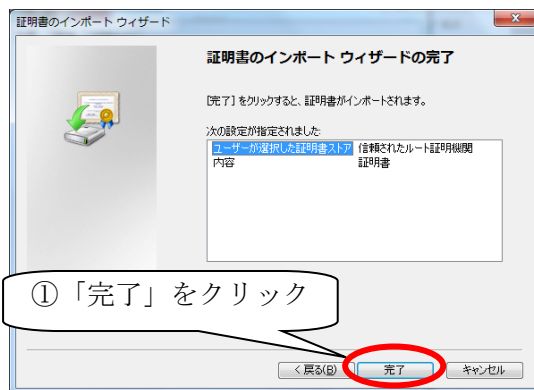 証明書のインポート ウィザード
証明書のインポート ウィザードの完了
[完了] をクリックすると、証明書がインポートされます。
次の設定が指定されました:
ユーザーが選択した証明書ストア 信頼されたルート証明機関
内容 証明書
①「完了」をクリック
< 戻る(B) 完了 キャンセル